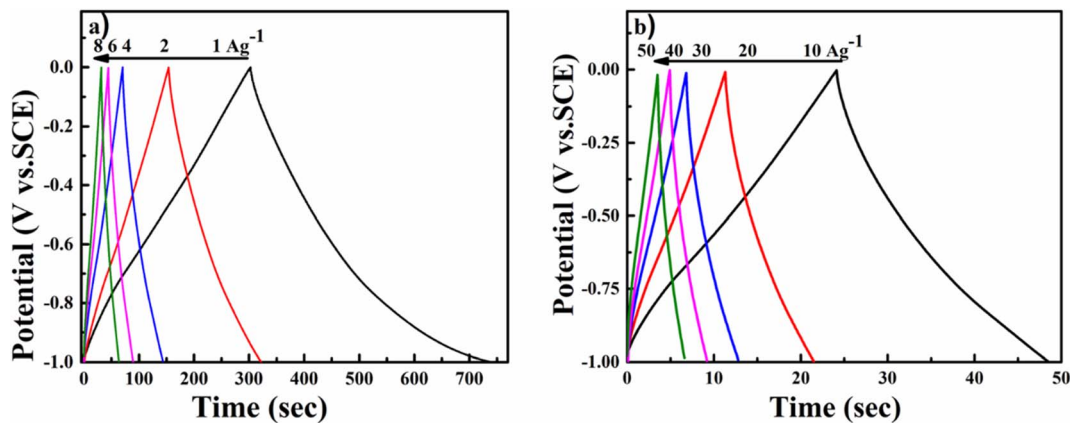 a)
8 6 4 2 1 Ag-1
0.0
-0.2
-0.4
-0.6
-0.8
-1.0
0 100 200 300 400 500 600 700
Time (sec)
Potential (V vs.SCE)
b)
50 40 30 20 10 Ag-1
0.00
-0.25
-0.50
-0.75
-1.00
0 10 20 30 40 50
Time (sec)
Potential (V vs.SCE)